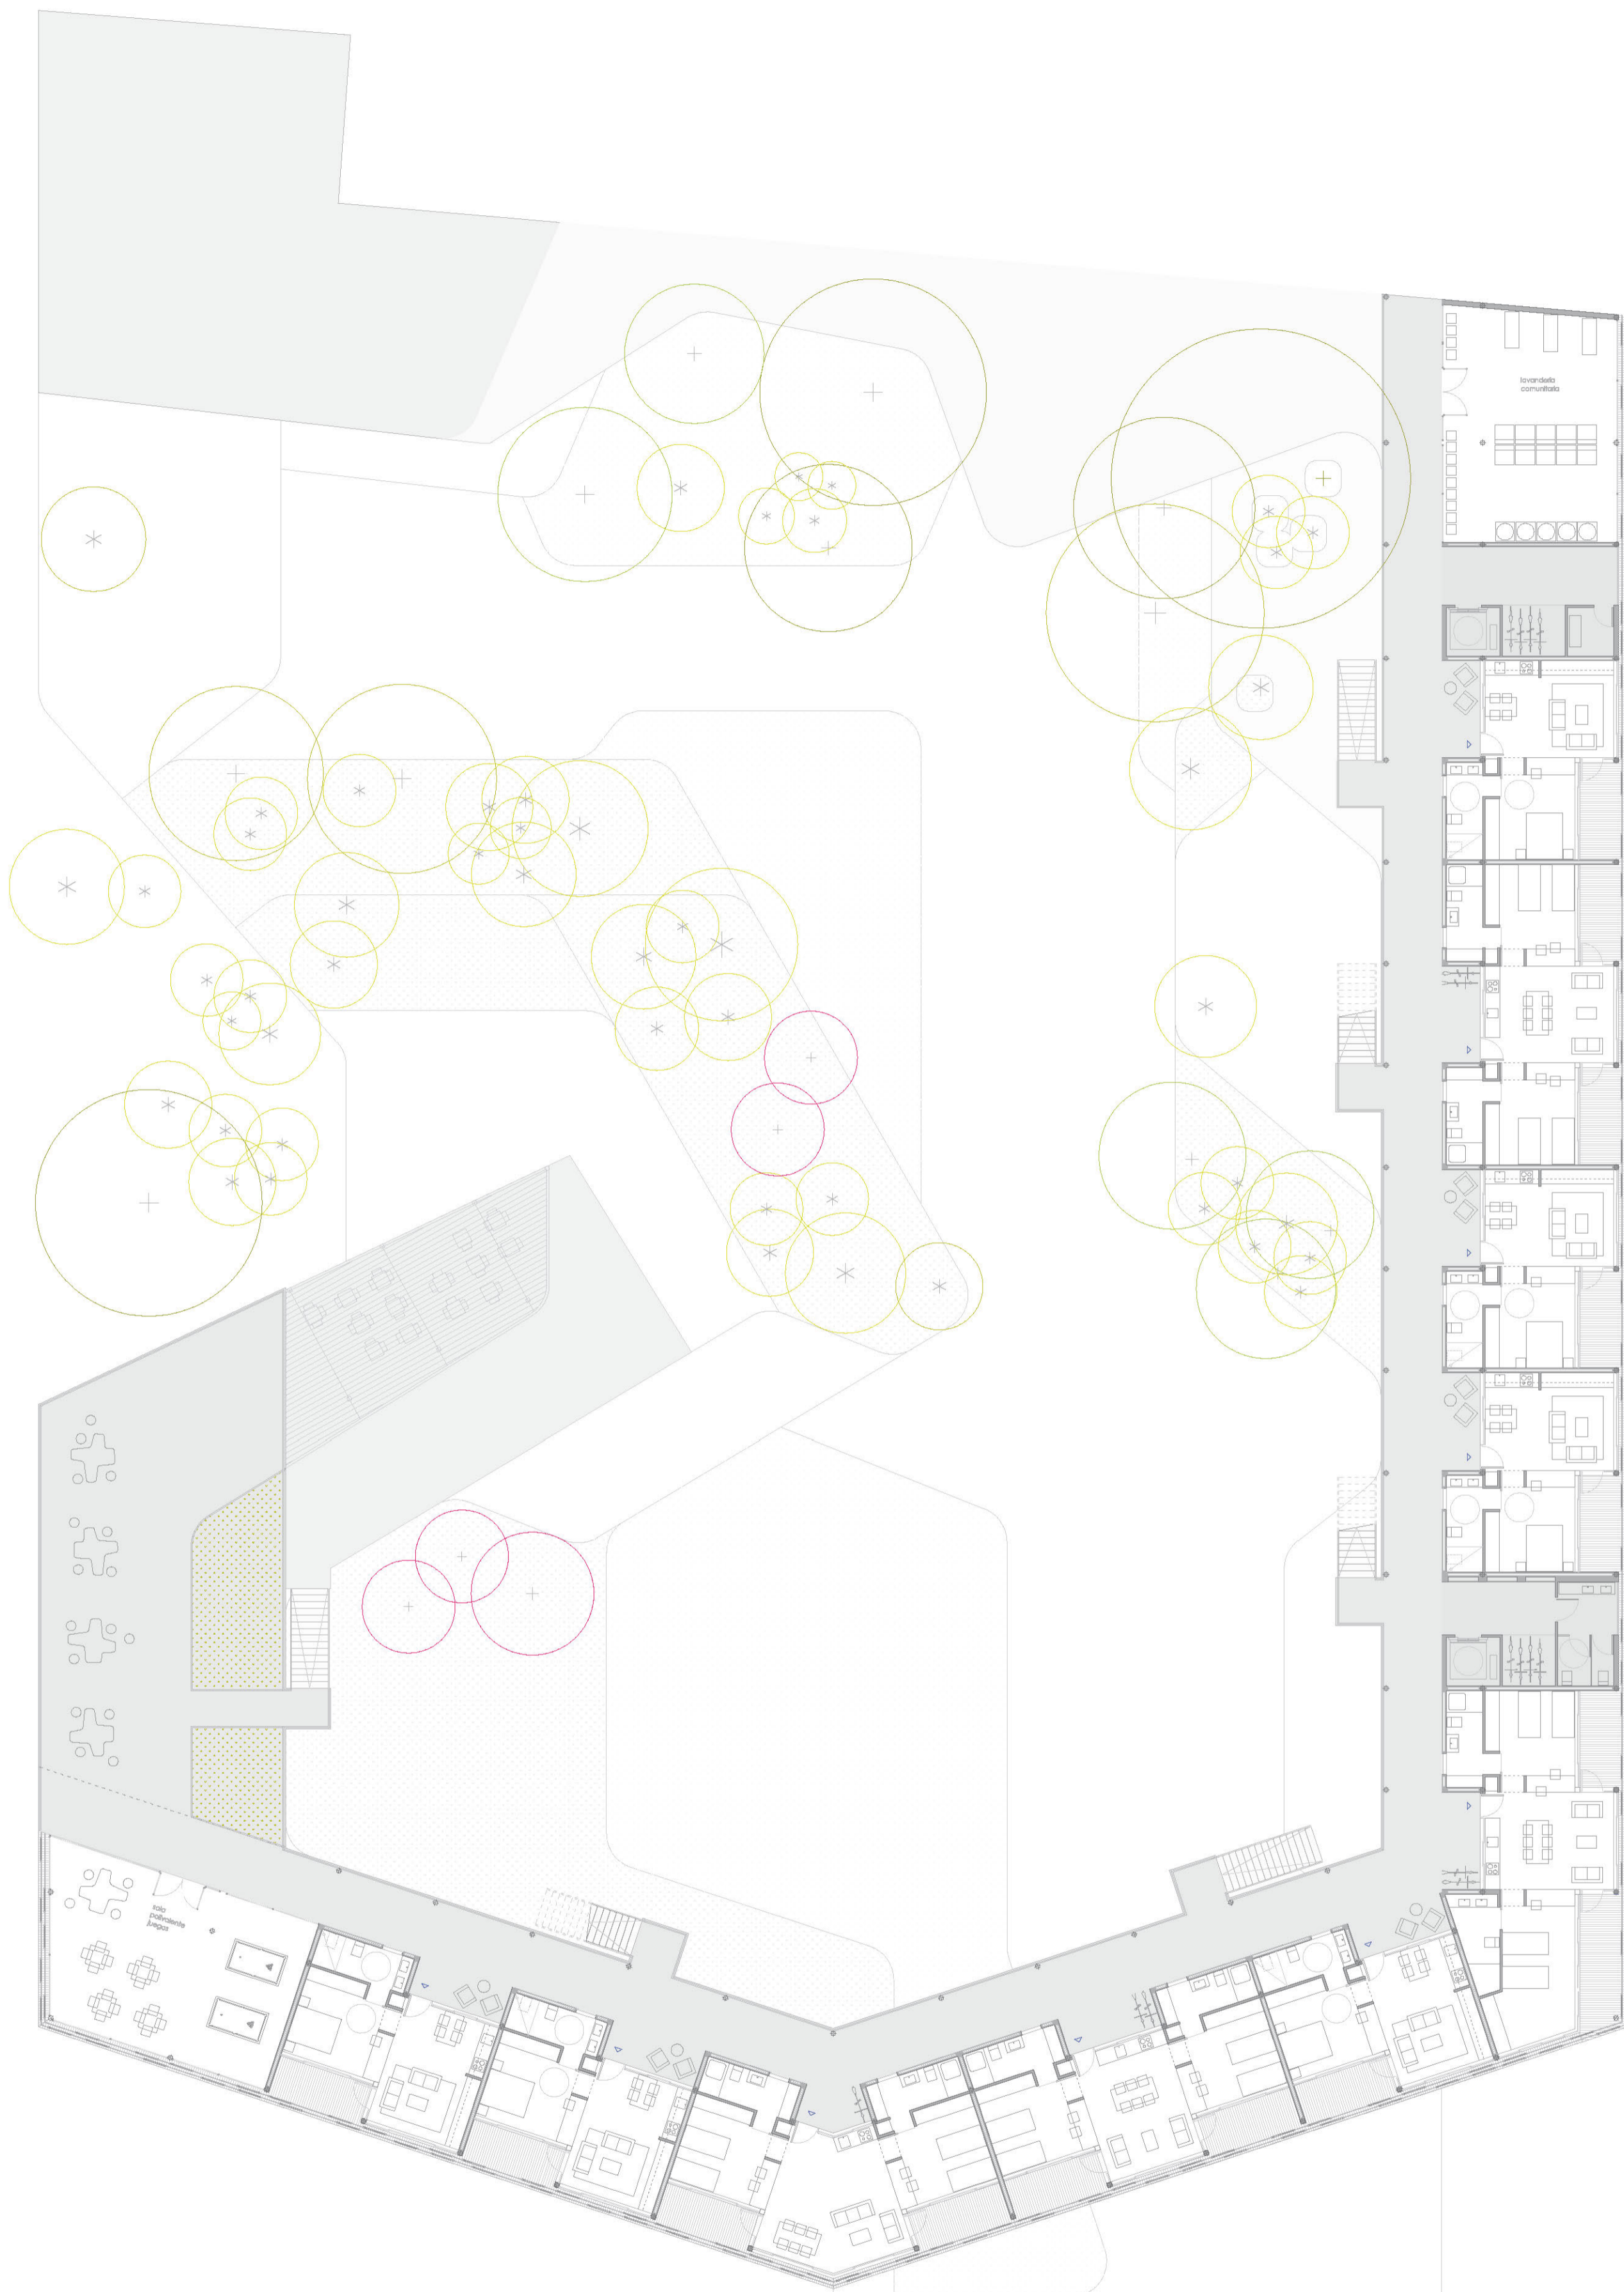 lavandería
comunitaria
sala
polivalente
juegos